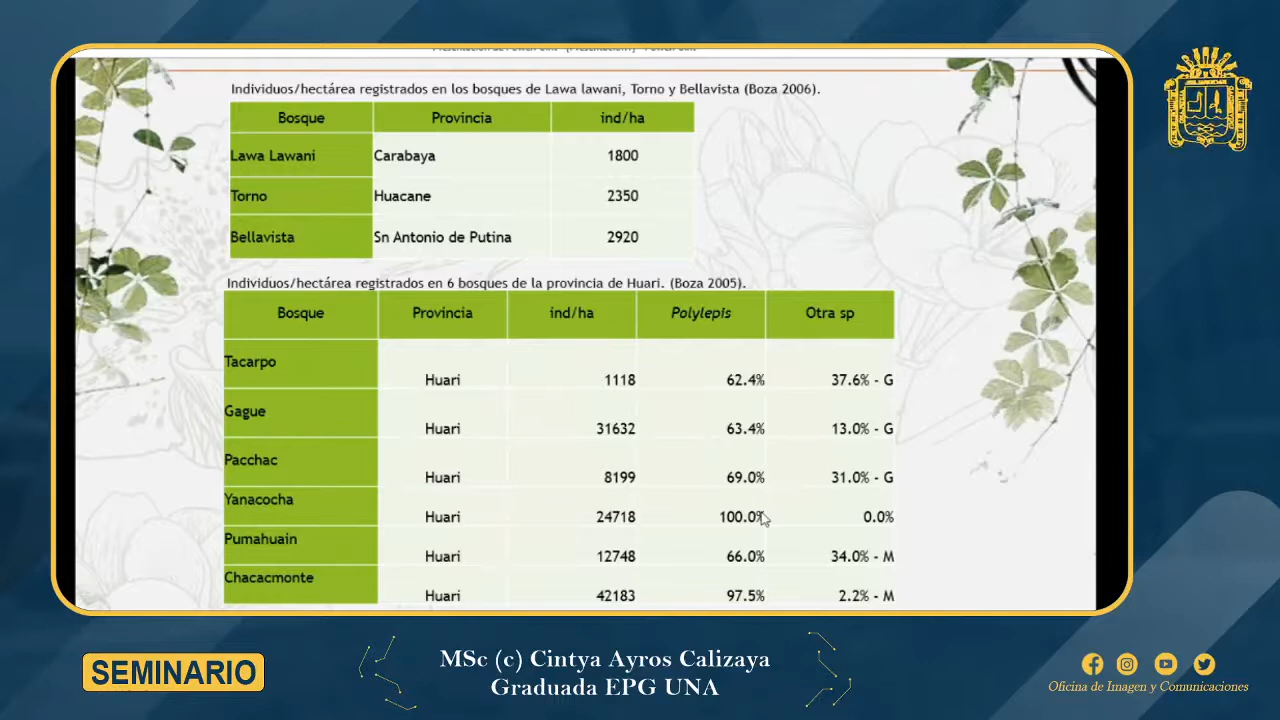 Individuos/hectárea registrados en los bosques de Lawa lawani, Torno y Bellavista (Boza 2006).
Bosque Provincia ind/ha
Lawa Lawani Carabaya 1800
Torno Huacane 2350
Bellavista Sn Antonio de Putina 2920
Individuos/hectárea registrados en 6 bosques de la provincia de Huari. (Boza 2005).
Bosque Provincia ind/ha Polylepis Otra sp
Tacarpo Huari 1118 62.4% 37.6% - G
Gague Huari 31632 63.4% 13.0% - G
Pacchac Huari 8199 69.0% 31.0% - G
Yanacocha Huari 24718 100.0% 0.0%
Pumahuain Huari 12748 66.0% 34.0% - M
Chacacmonte Huari 42183 97.5% 2.2% - M
SEMINARIO
MSc (c) Cintya Ayros Calizaya
Graduada EPG UNA
Oficina de Imagen y Comunicaciones